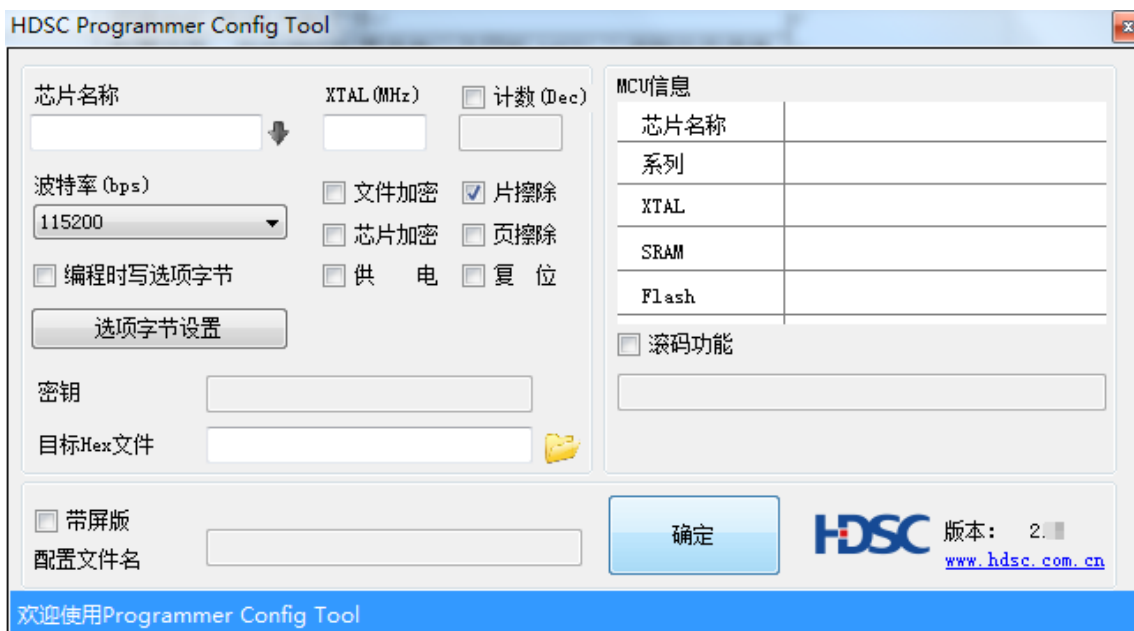 HDSC Programmer Config Tool
芯片名称
XTAL(MHz)
计数(Dec)
波特率(bps)
115200
文件加密
片擦除
芯片加密
页擦除
编程时写选项字节
供 电
复 位
选项字节设置
密钥
目标Hex文件
MCU信息
芯片名称
系列
XTAL
SRAM
Flash
滚码功能
带屏版
配置文件名
确定
HDSC
版本: 2.
www.hdsc.com.cn
欢迎使用Programmer Config Tool